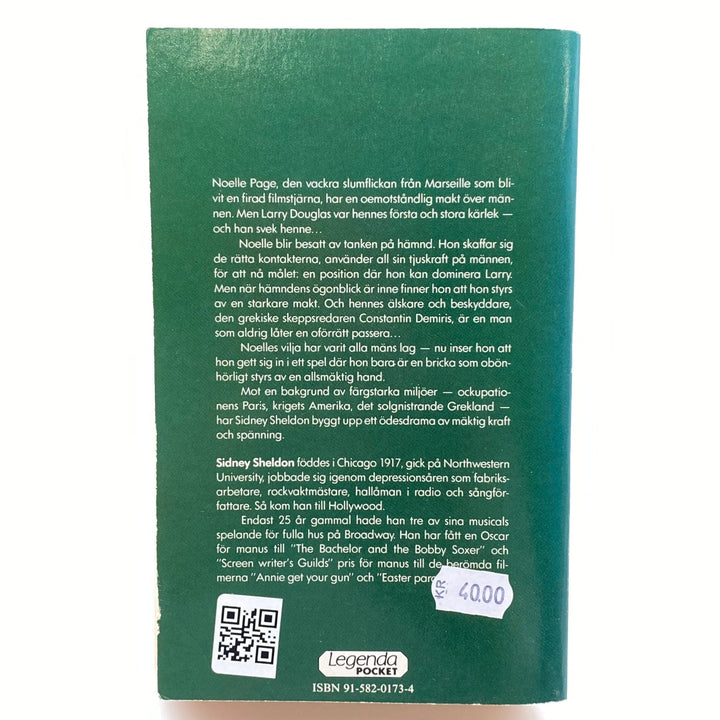 Noelle Page, den vackra slumflickan från Marseille som bli-
vit en firad filmstjärna, har en oemotståndlig makt över män-
nen. Men Larry Douglas var hennes första och stora kärlek —
och han svek henne...
Noelle blir besatt av tanken på hämnd. Hon skaffar sig
de rätta kontakterna, använder all sin tjuskraft på männen,
för att nå målet: en position där hon kan dominera Larry.
Men när hämndens ögonblick är inne finner hon att hon styrs
av en starkare makt. Och hennes älskare och beskyddare,
den grekiske skeppsredaren Constantin Demiris, är en man
som aldrig låter en oförrätt passera...
Noelles vilja har varit alla mäns lag — nu inser hon att
hon gett sig in i ett spel där hon bara är en bricka som obön-
hörligt styrs av en allsmäktig hand.
Mot en bakgrund av färgstarka miljöer — ockupatio-
nens Paris, krigets Amerika, det solgnistrande Grekland —
har Sidney Sheldon byggt upp ett ödesdrama av mäktig kraft
och spänning.
Sidney Sheldon föddes i Chicago 1917, gick på Northwestern
University, jobbade sig igenom depressionsåren som fabriks-
arbetare, rockvaktmästare, hallåman i radio och sångför-
fattare. Så kom han till Hollywood.
Endast 25 år gammal hade han tre av sina musicals
spelande för fulla hus på Broadway. Han har fått en Oscar
för manus till "The Bachelor and the Bobby Soxer" och
"Screen writer's Guilds" pris för manus till de berömda fil-
merna "Annie get your gun" och "Easter para
KR 40.00
Legenda
POCKET
ISBN 91-582-0173-4